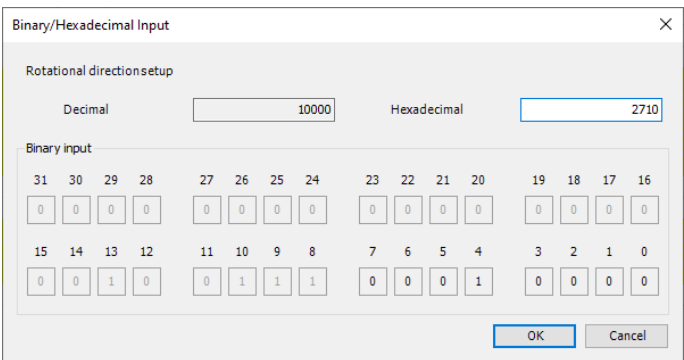 Binary/Hexadecimal Input
Rotational directionsetup
Decimal 10000 Hexadecimal 2710
Binary input
31 30 29 28 27 26 25 24 23 22 21 20 19 18 17 16
0 0 0 0 0 0 0 0 0 0 0 0 0 0 0 0
15 14 13 12 11 10 9 8 7 6 5 4 3 2 1 0
0 0 1 0 0 1 1 1 0 0 0 1 0 0 0 0
OK Cancel